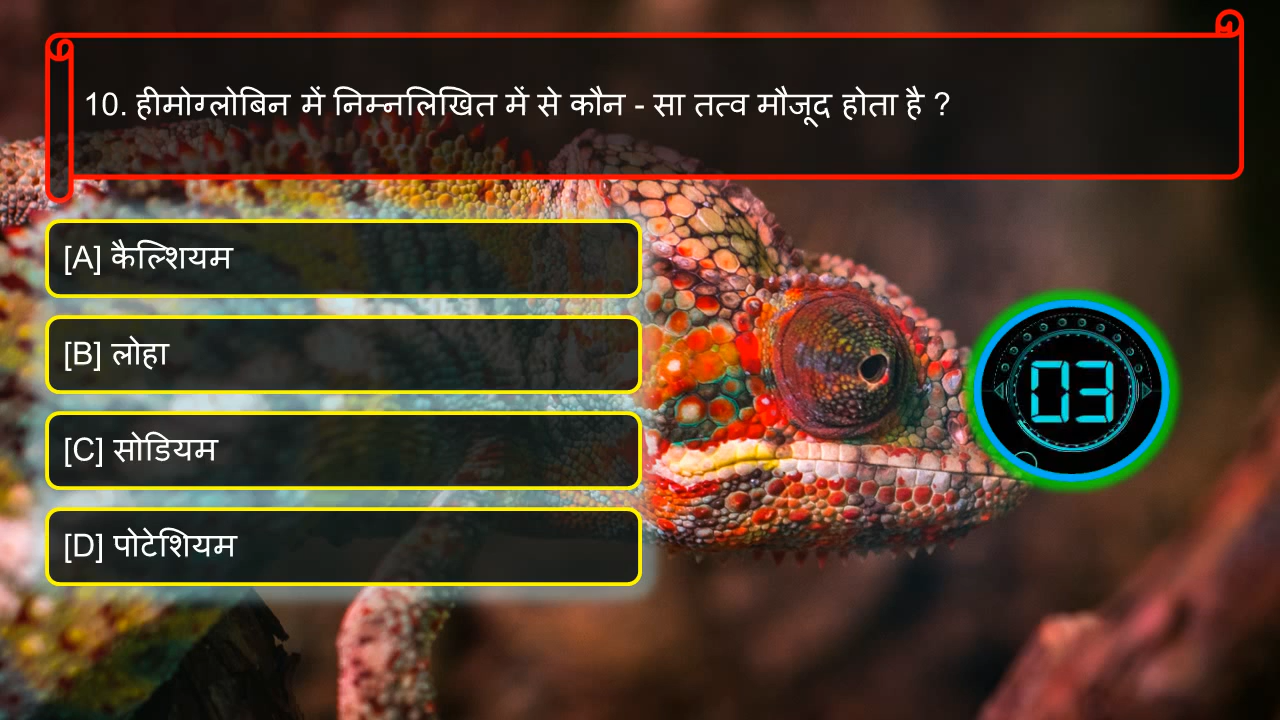 10. हीमोग्लोबिन में निम्नलिखित में से कौन - सा तत्व मौजूद होता है ?
[A] कैल्शियम
[B] लोहा
03
[C] सोडियम
[D] पोटेशियम